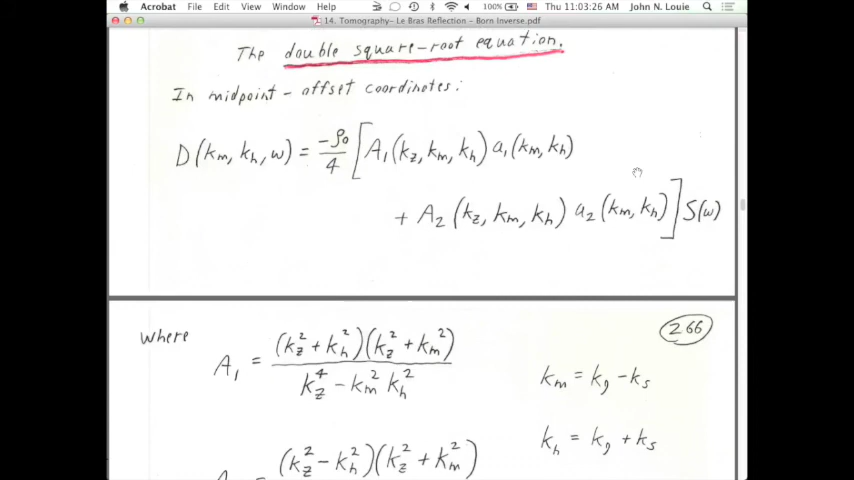 Acrobat File Edit View Window Help 100% Thu 11:03:26 AM John N. Louie
14. Tomography- Le Bras Reflection - Born Inverse.pdf
The double square-root equation.
In midpoint-offset coordinates:
D(km, kh, w) = -ρ0/4 [A1(kz, km, kh) a1(km, kh)
+ A2(kz, km, kh) a2(km, kh)] S(w)
266
where
A1 = (kz² + kh²)(kz² + km²) / kz⁴ - km² kh²
km = kg - ks
kh = kg + ks
(kz² - kh²)(kz² + km²)